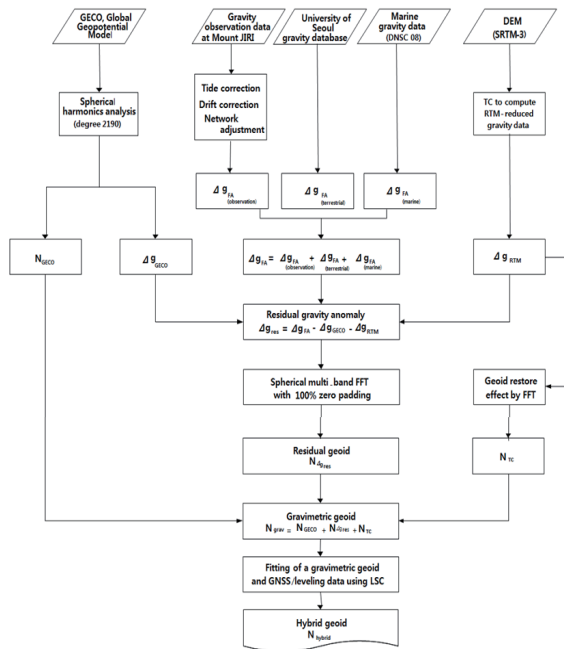 GECO, Global
Geopotential
Model
Gravity
observation data
at Mount JIRI
University of
Seoul
gravity database
Marine
gravity data
(DNSC 08)
DEM
(SRTM-3)
Spherical
harmonics analysis
(degree 2190)
Tide correction
Drift correction
Network
adjustment
TC to compute
RTM-reduced
gravity data
Δg FA (observation)
Δg FA (terrestrial)
Δg FA (marine)
N GECO
Δg GECO
Δg FA = Δg FA (observation) + Δg FA (terrestrial) + Δg FA (marine)
Δg RTM
Residual gravity anomaly
Δg res = Δg FA - Δg GECO - Δg RTM
Spherical multi-band FFT
with 100% zero padding
Geoid restore
effect by FFT
Residual geoid
N Δg res
N TC
Gravimetric geoid
N grav = N GECO + N Δg res + N TC
Fitting of a gravimetric geoid
and GNSS/leveling data using LSC
Hybrid geoid
N hybrid